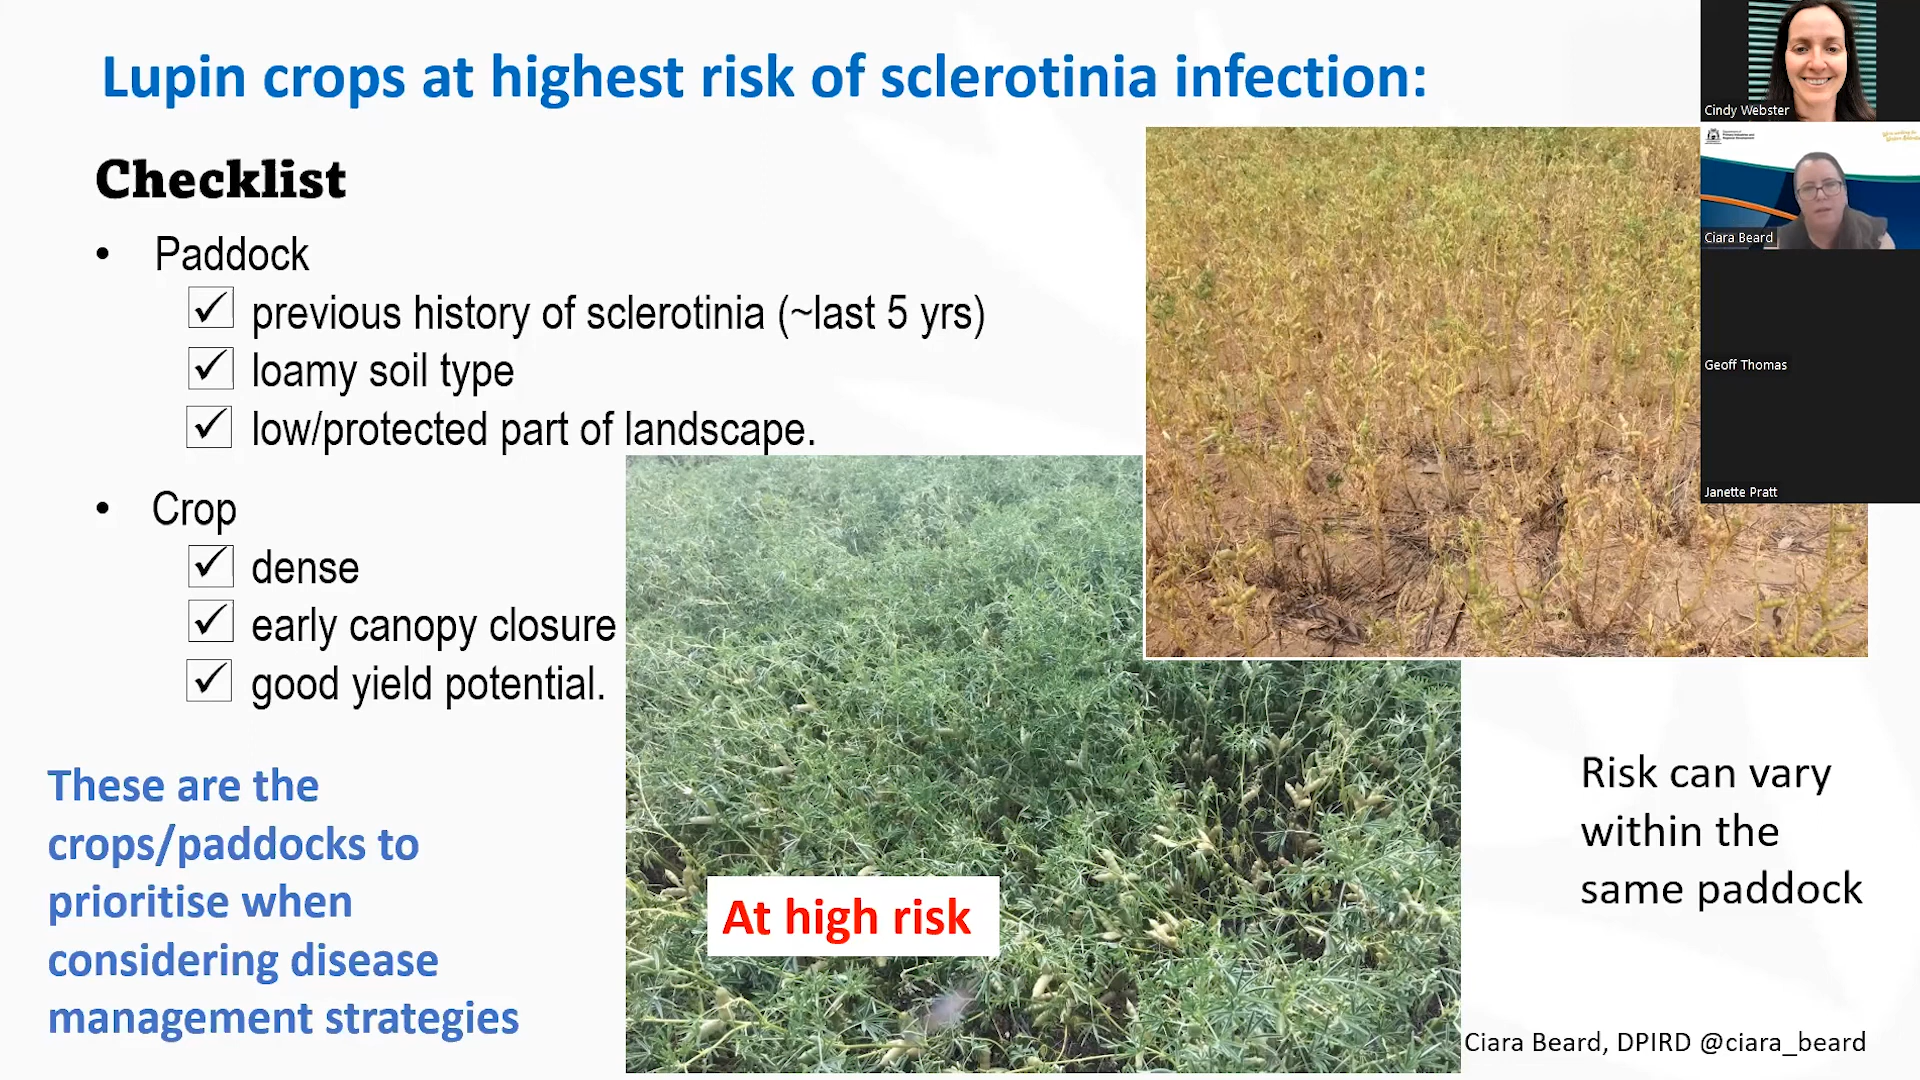 Lupin crops at highest risk of sclerotinia infection:
Checklist
• Paddock
previous history of sclerotinia (~last 5 yrs)
loamy soil type
low/protected part of landscape.
• Crop
dense
early canopy closure
good yield potential.
These are the
crops/paddocks to
prioritise when
considering disease
management strategies
At high risk
Risk can vary
within the
same paddock
Ciara Beard, DPIRD @ciara_beard
Cindy Webster
Ciara Beard
Geoff Thomas
Janette Pratt